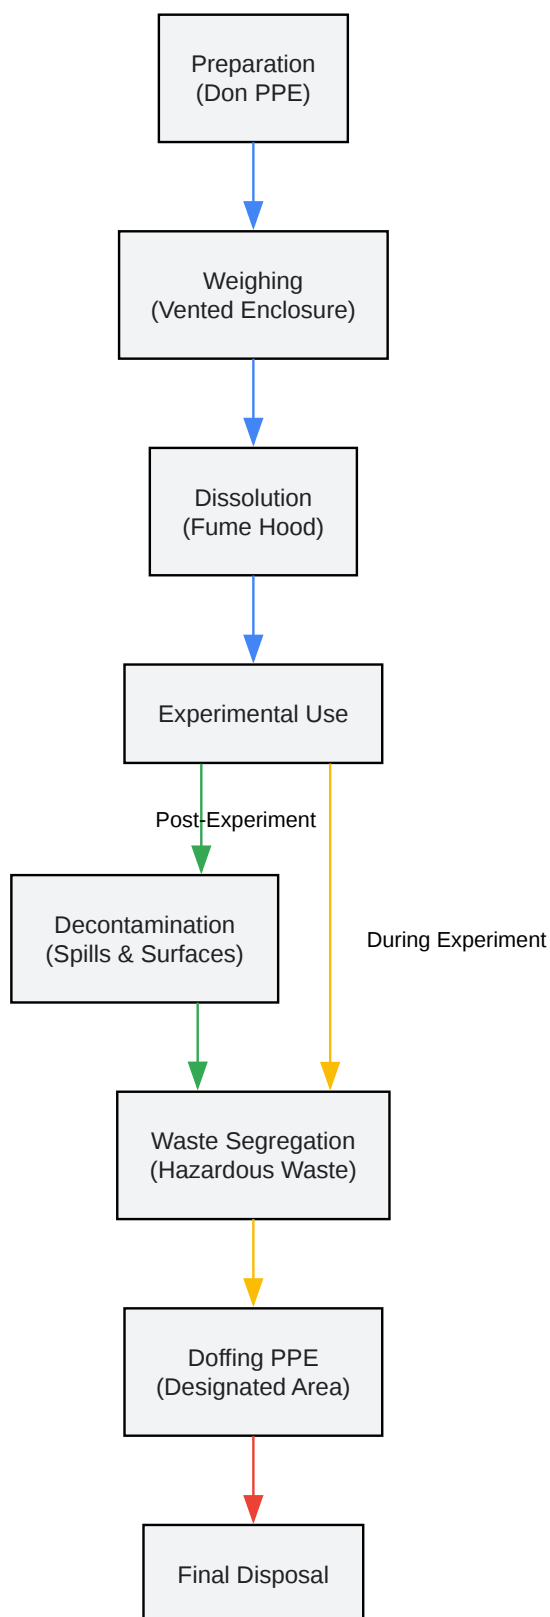 Preparation
(Don PPE)
Weighing
(Vented Enclosure)
Dissolution
(Fume Hood)
Experimental Use
Post-Experiment
Decontamination
(Spills & Surfaces)
During Experiment
Waste Segregation
(Hazardous Waste)
Doffing PPE
(Designated Area)
Final Disposal